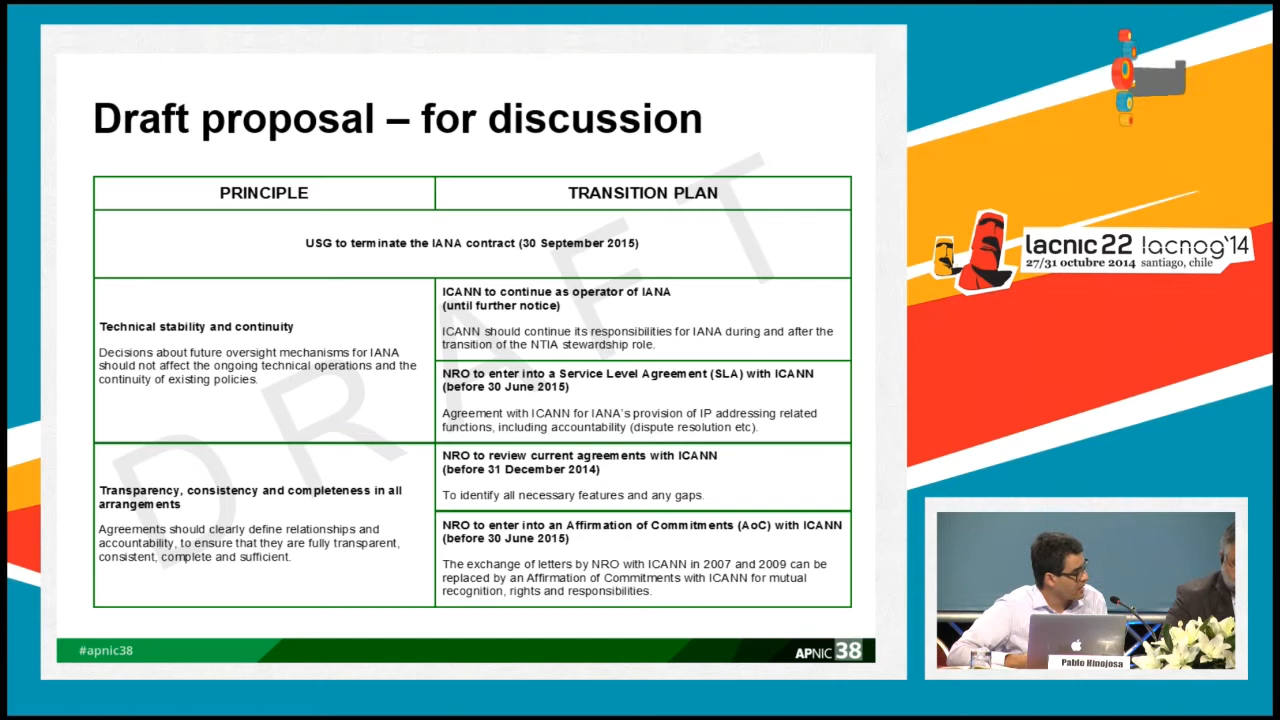 Draft proposal – for discussion
PRINCIPLE
TRANSITION PLAN
USG to terminate the IANA contract (30 September 2015)
Technical stability and continuity
Decisions about future oversight mechanisms for IANA
should not affect the ongoing technical operations and the
continuity of existing policies.
ICANN to continue as operator of IANA
(until further notice)
ICANN should continue its responsibilities for IANA during and after the
transition of the NTIA stewardship role.
NRO to enter into a Service Level Agreement (SLA) with ICANN
(before 30 June 2015)
Agreement with ICANN for IANA's provision of IP addressing related
functions, including accountability (dispute resolution etc).
Transparency, consistency and completeness in all
arrangements
Agreements should clearly define relationships and
accountability, to ensure that they are fully transparent,
consistent, complete and sufficient.
NRO to review current agreements with ICANN
(before 31 December 2014)
To identify all necessary features and any gaps.
NRO to enter into an Affirmation of Commitments (AoC) with ICANN
(before 30 June 2015)
The exchange of letters by NRO with ICANN in 2007 and 2009 can be
replaced by an Affirmation of Commitments with ICANN for mutual
recognition, rights and responsibilities.
DRAFT
#apnic38
APNIC 38
lacnic 22 lacnog'14
27/31 octubre 2014 santiago, chile
Pablo Hinojosa